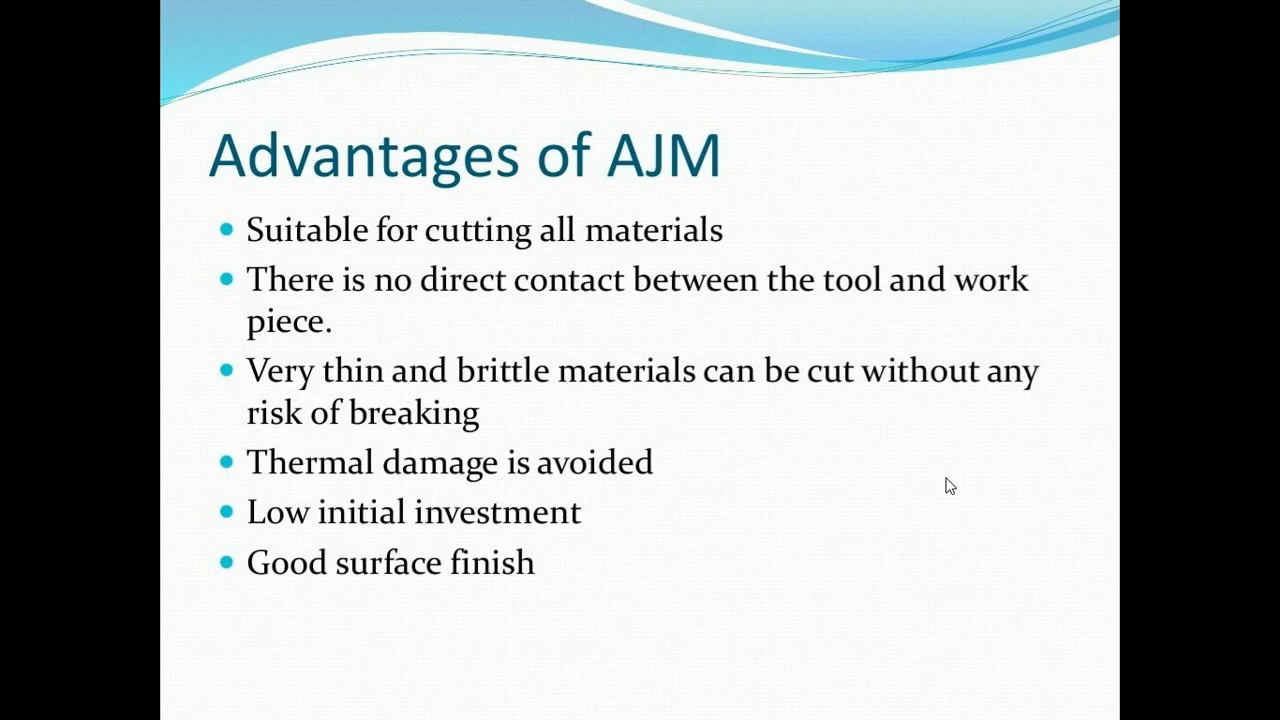 Advantages of AJM
Suitable for cutting all materials
There is no direct contact between the tool and work
piece.
Very thin and brittle materials can be cut without any
risk of breaking
Thermal damage is avoided
Low initial investment
Good surface finish